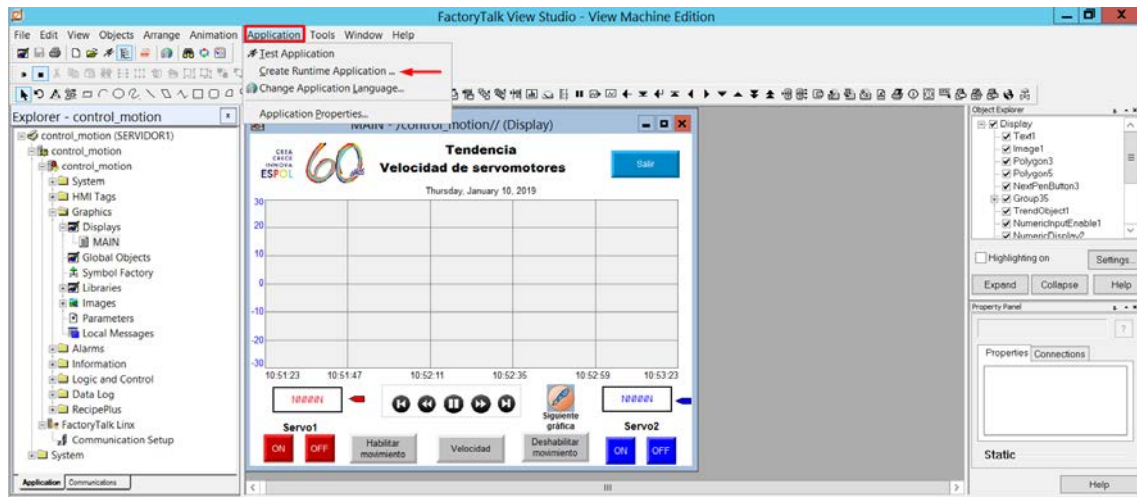 FactoryTalk View Studio - View Machine Edition
File Edit View Objects Arrange Animation Application Tools Window Help
Test Application
Create Runtime Application ...
Change Application Language...
Application Properties...
Explorer - control_motion
control_motion (SERVIDOR1)
control_motion
control_motion
System
HMI Tags
Graphics
Displays
MAIN
Global Objects
Symbol Factory
Libraries
Images
Parameters
Local Messages
Alarms
Information
Logic and Control
Data Log
RecipePlus
FactoryTalk Linx
Communication Setup
System
Application Communications
MAIN - /control_motion// (Display)
CREA
CRECE
INNOVA
ESPOL
60
Tendencia
Velocidad de servomotores
Salir
Thursday, January 10, 2019
30
20
10
0
-10
-20
-30
10:51:23 10:51:47 10:52:11 10:52:35 10:52:59 10:53:23
NNNNN
Siguiente
gráfica
NNNNN
Servo1
Servo2
ON OFF
Habilitar
movimiento
Velocidad
Deshabilitar
movimiento
ON OFF
Object Explorer
Display
Text1
Image1
Polygon3
Polygon5
NextPenButton3
Group35
TrendObject1
NumericInputEnable1
NumericDisplay2
Highlighting on
Settings...
Expand Collapse Help
Property Panel
?
Properties Connections
Static
Help